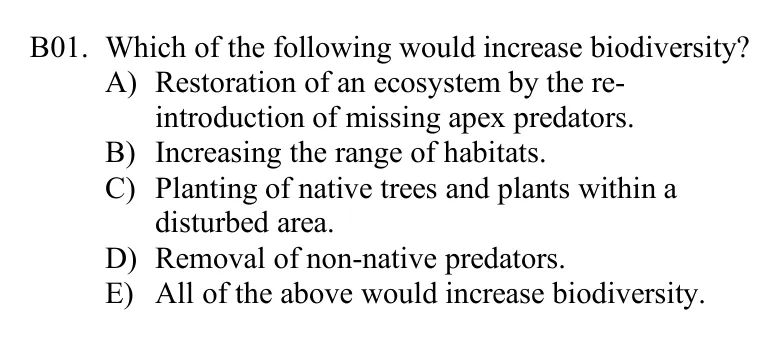 B01. Which of the following would increase biodiversity?
A) Restoration of an ecosystem by the re-
introduction of missing apex predators.
B) Increasing the range of habitats.
C) Planting of native trees and plants within a
disturbed area.
D) Removal of non-native predators.
E) All of the above would increase biodiversity.